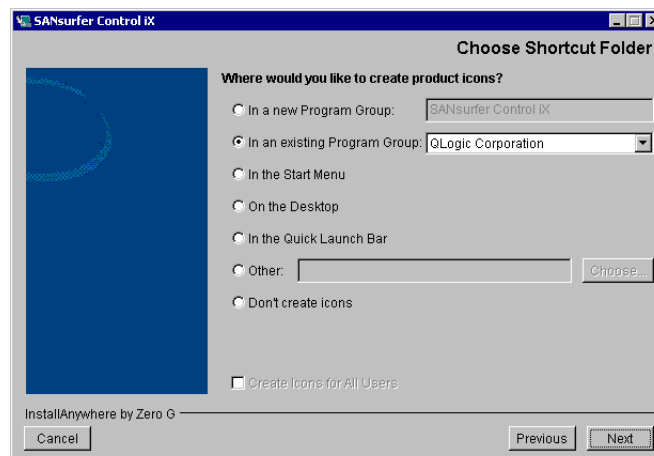 SANsurfer Control iX
Choose Shortcut Folder
Where would you like to create product icons?
In a new Program Group: SANsurfer Control iX
In an existing Program Group: QLogic Corporation
In the Start Menu
On the Desktop
In the Quick Launch Bar
Other: Choose...
Don't create icons
Create Icons for All Users
InstallAnywhere by Zero G
Cancel Previous Next